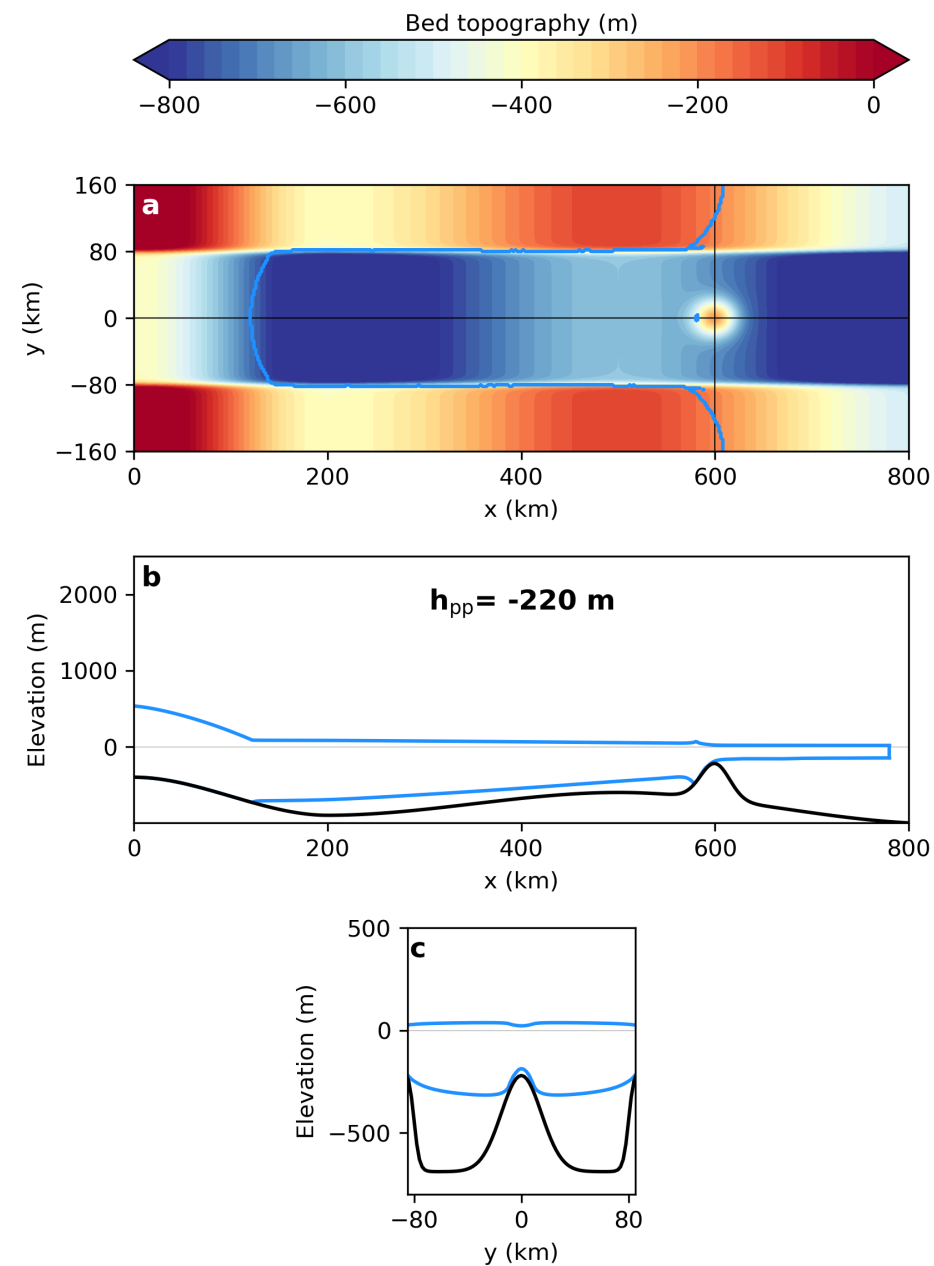 Bed topography (m)
−800 −600 −400 −200 0
a
160
80
0
−80
−160
y (km)
0 200 400 600 800
x (km)
b
h_pp= -220 m
2000
1000
0
Elevation (m)
0 200 400 600 800
x (km)
c
500
0
−500
Elevation (m)
−80 0 80
y (km)